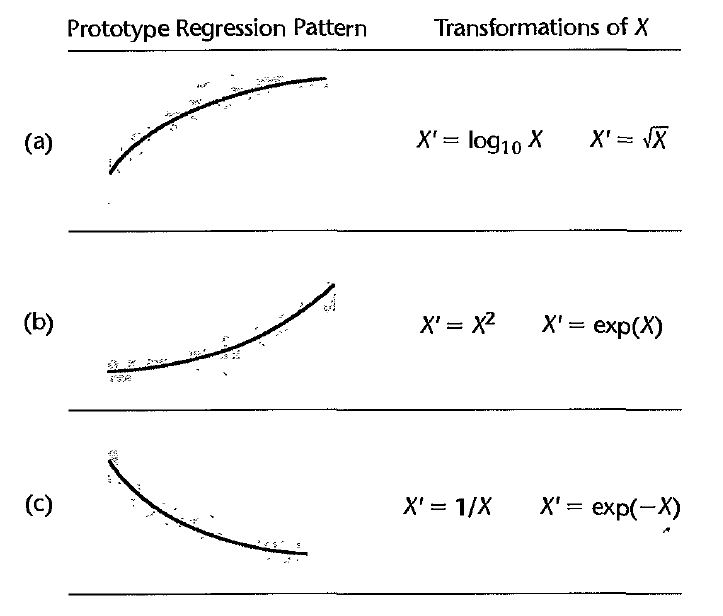 Prototype Regression Pattern Transformations of X
(a) X′ = log₁₀ X X′ = √X
(b) X′ = X² X′ = exp(X)
(c) X′ = 1/X X′ = exp(−X)